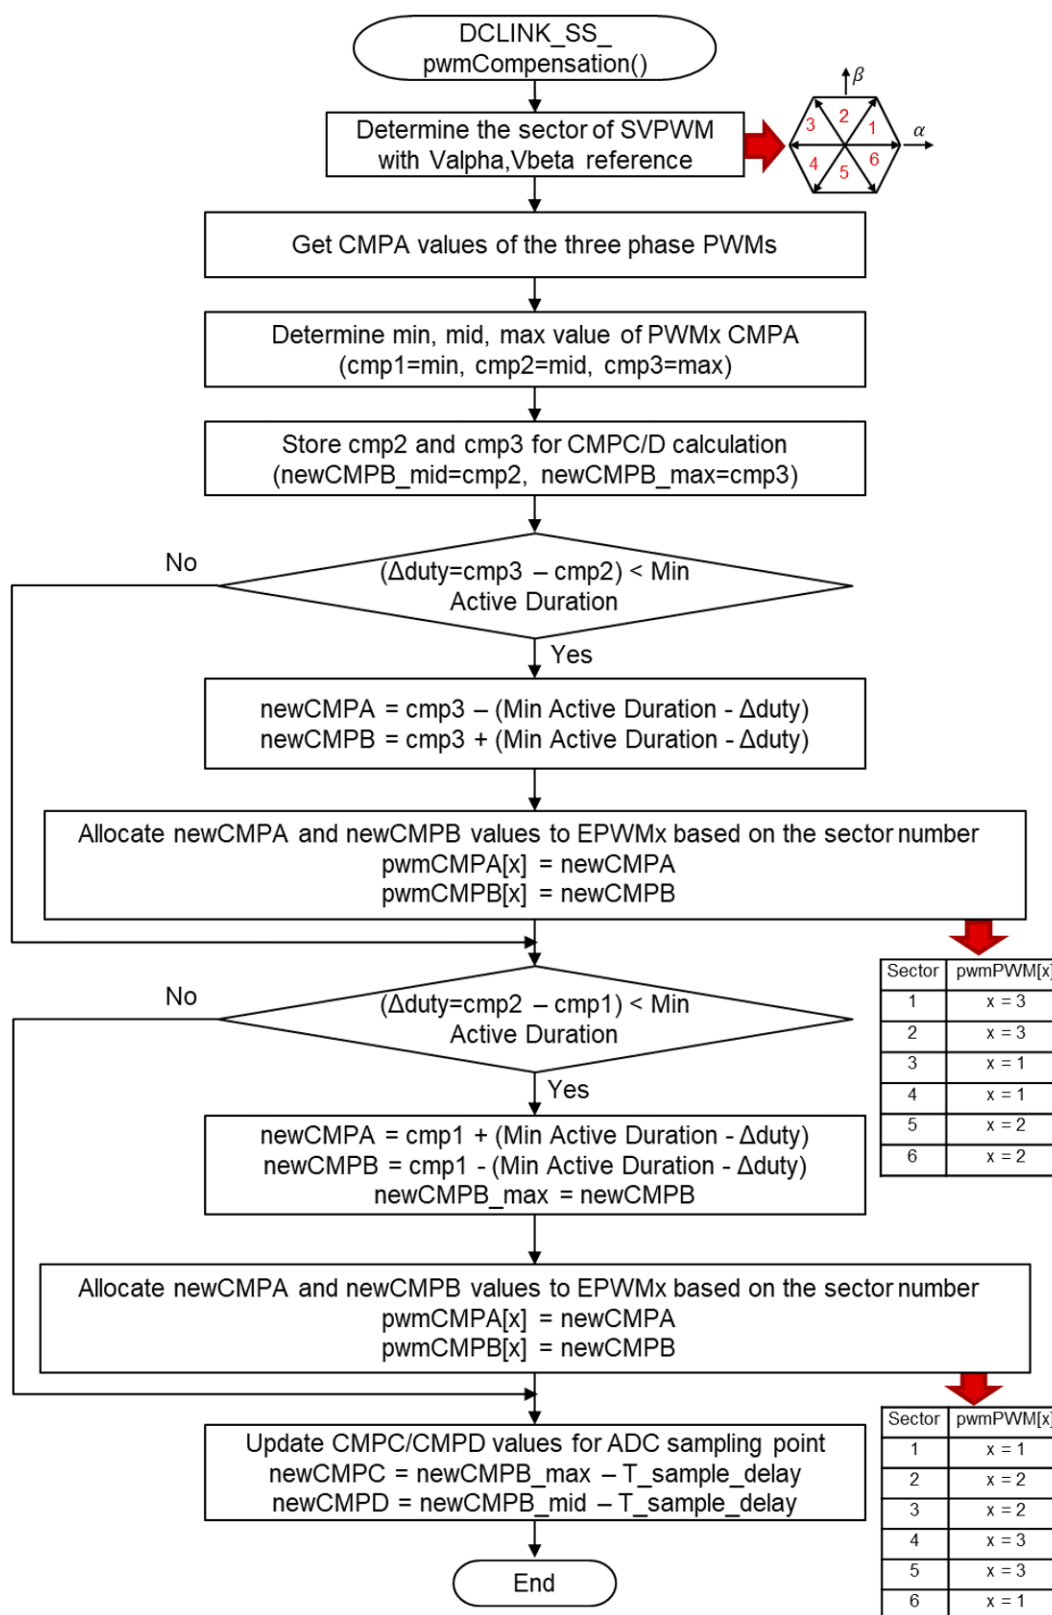 DCLINK_SS_
pwmCompensation()
Determine the sector of SVPWM
with Valpha,Vbeta reference
β
α
3
2
1
4
5
6
Get CMPA values of the three phase PWMs
Determine min, mid, max value of PWMx CMPA
(cmp1=min, cmp2=mid, cmp3=max)
Store cmp2 and cmp3 for CMPC/D calculation
(newCMPB_mid=cmp2, newCMPB_max=cmp3)
No
(Δduty=cmp3 – cmp2) < Min
Active Duration
Yes
newCMPA = cmp3 – (Min Active Duration - Δduty)
newCMPB = cmp3 + (Min Active Duration - Δduty)
Allocate newCMPA and newCMPB values to EPWMx based on the sector number
pwmCMPA[x] = newCMPA
pwmCMPB[x] = newCMPB
Sector pwmPWM[x]
1 x = 3
2 x = 3
3 x = 1
4 x = 1
5 x = 2
6 x = 2
No
(Δduty=cmp2 – cmp1) < Min
Active Duration
Yes
newCMPA = cmp1 + (Min Active Duration - Δduty)
newCMPB = cmp1 - (Min Active Duration - Δduty)
newCMPB_max = newCMPB
Allocate newCMPA and newCMPB values to EPWMx based on the sector number
pwmCMPA[x] = newCMPA
pwmCMPB[x] = newCMPB
Sector pwmPWM[x]
1 x = 1
2 x = 2
3 x = 2
4 x = 3
5 x = 3
6 x = 1
Update CMPC/CMPD values for ADC sampling point
newCMPC = newCMPB_max – T_sample_delay
newCMPD = newCMPB_mid – T_sample_delay
End